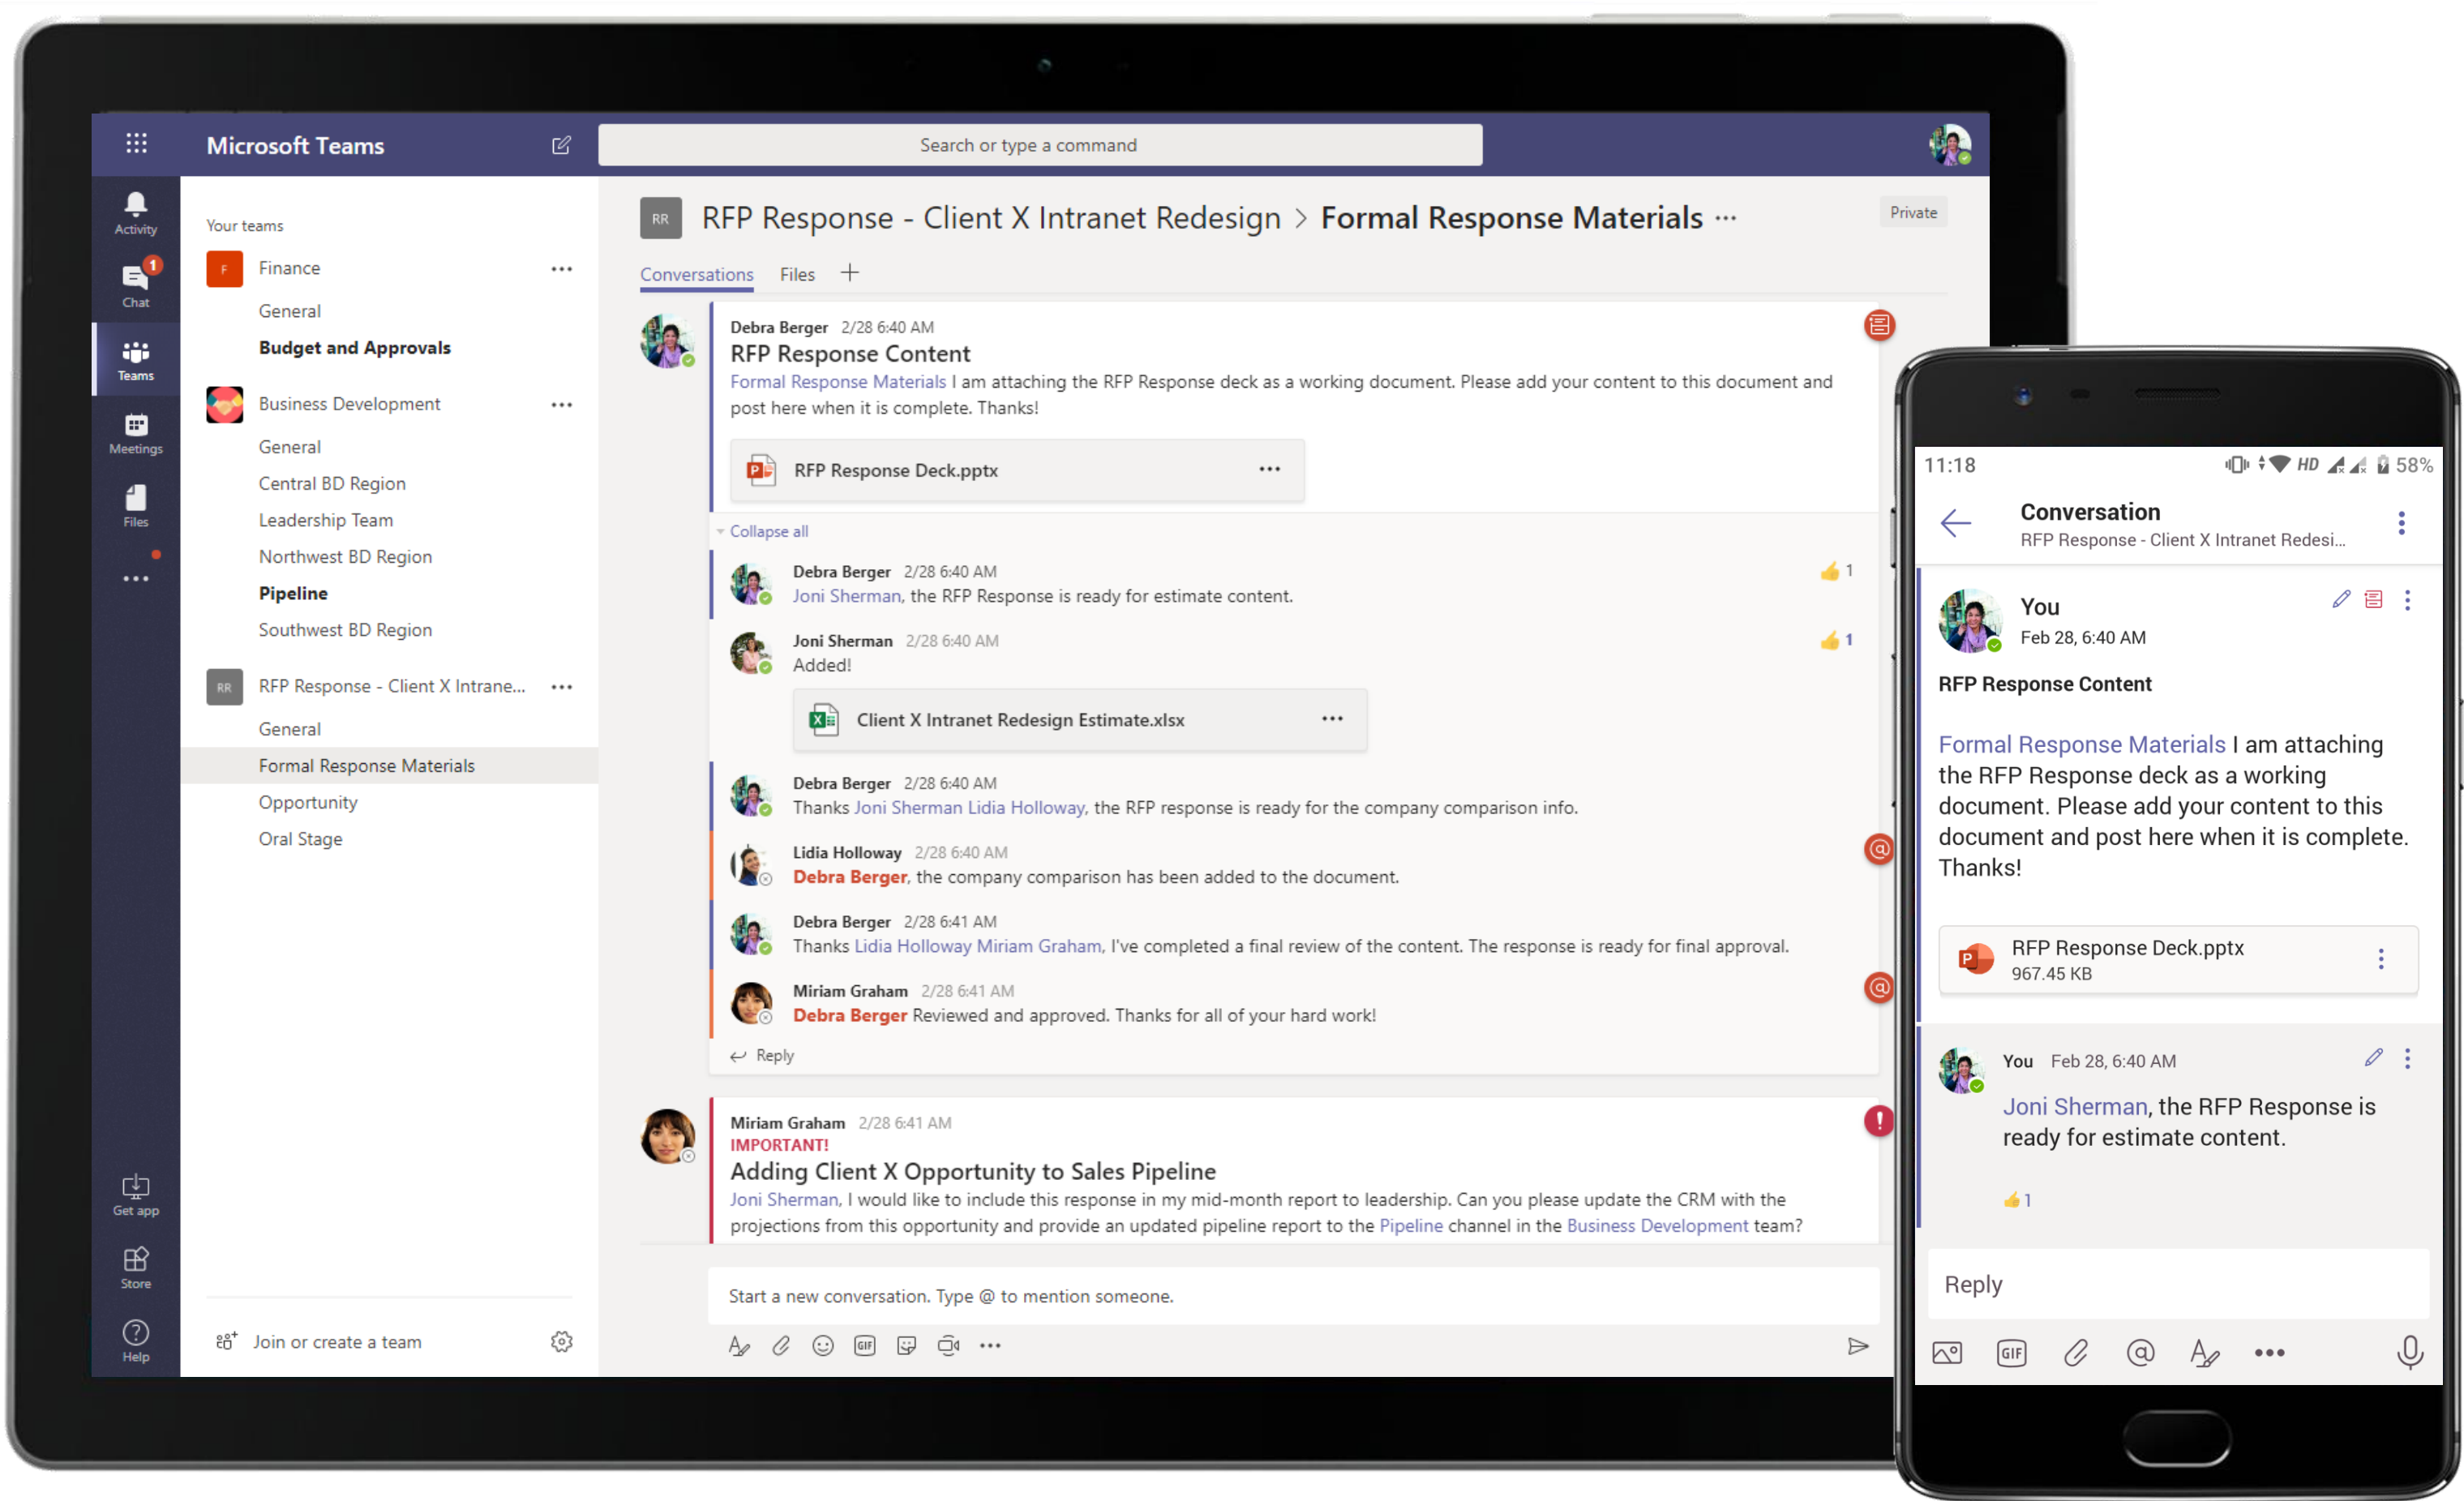 Microsoft Teams
Search or type a command
Activity
1
Chat
Teams
Meetings
Files
Get app
Store
Help
Your teams
F
Finance
General
Budget and Approvals
Business Development
General
Central BD Region
Leadership Team
Northwest BD Region
Pipeline
Southwest BD Region
RR
RFP Response - Client X Intrane...
General
Formal Response Materials
Opportunity
Oral Stage
Join or create a team
RR
RFP Response - Client X Intranet Redesign > Formal Response Materials ...
Private
Conversations Files +
Debra Berger 2/28 6:40 AM
RFP Response Content
Formal Response Materials I am attaching the RFP Response deck as a working document. Please add your content to this document and
post here when it is complete. Thanks!
P
RFP Response Deck.pptx
Collapse all
Debra Berger 2/28 6:40 AM
1
Joni Sherman, the RFP Response is ready for estimate content.
Joni Sherman 2/28 6:40 AM
1
Added!
X
Client X Intranet Redesign Estimate.xlsx
Debra Berger 2/28 6:40 AM
Thanks Joni Sherman Lidia Holloway, the RFP response is ready for the company comparison info.
Lidia Holloway 2/28 6:40 AM
@
Debra Berger, the company comparison has been added to the document.
Debra Berger 2/28 6:41 AM
Thanks Lidia Holloway Miriam Graham, I've completed a final review of the content. The response is ready for final approval.
Miriam Graham 2/28 6:41 AM
@
Debra Berger Reviewed and approved. Thanks for all of your hard work!
Reply
Miriam Graham 2/28 6:41 AM
!
IMPORTANT!
Adding Client X Opportunity to Sales Pipeline
Joni Sherman, I would like to include this response in my mid-month report to leadership. Can you please update the CRM with the
projections from this opportunity and provide an updated pipeline report to the Pipeline channel in the Business Development team?
Start a new conversation. Type @ to mention someone.
GIF
11:18
HD
58%
Conversation
RFP Response - Client X Intranet Redesi...
You
Feb 28, 6:40 AM
RFP Response Content
Formal Response Materials I am attaching
the RFP Response deck as a working
document. Please add your content to this
document and post here when it is complete.
Thanks!
P
RFP Response Deck.pptx
967.45 KB
You Feb 28, 6:40 AM
Joni Sherman, the RFP Response is
ready for estimate content.
1
Reply
GIF
@